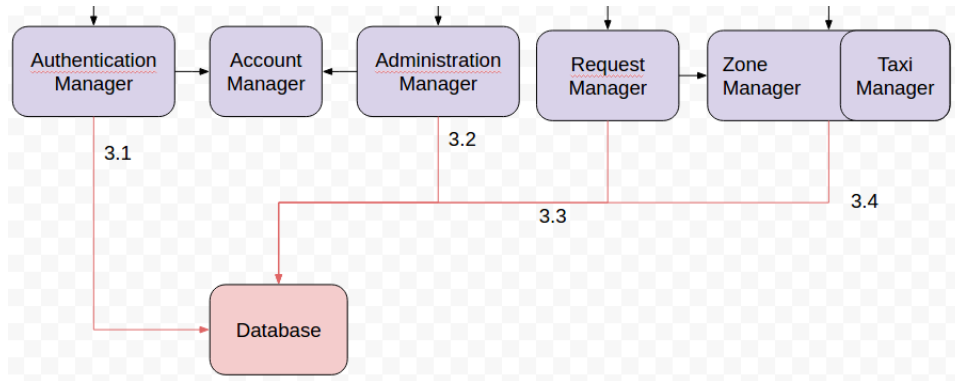 Authentication
Manager
Account
Manager
Administration
Manager
Request
Manager
Zone
Manager
Taxi
Manager
3.1
3.2
3.3
3.4
Database